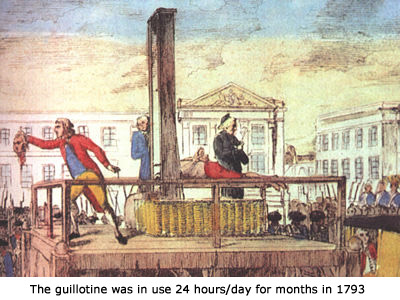 The guillotine was in use 24 hours/day for months in 1793